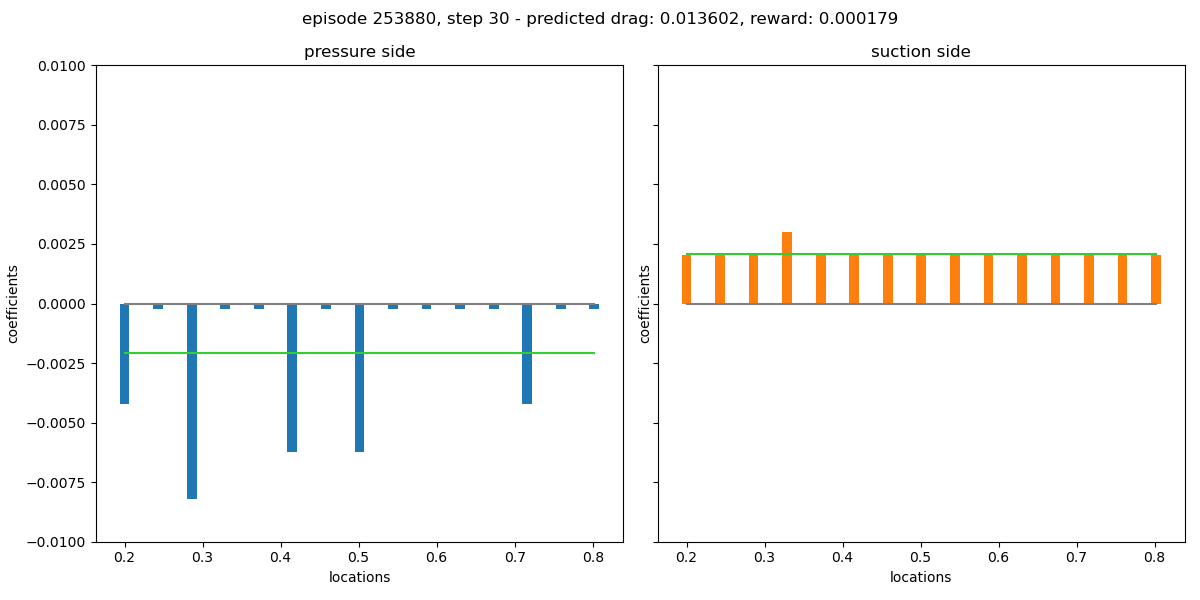 episode 253880, step 30 - predicted drag: 0.013602, reward: 0.000179
pressure side
suction side
0.0100
0.0075
0.0050
0.0025
0.0000
−0.0025
−0.0050
−0.0075
−0.0100
coefficients
coefficients
0.2 0.3 0.4 0.5 0.6 0.7 0.8
0.2 0.3 0.4 0.5 0.6 0.7 0.8
locations
locations